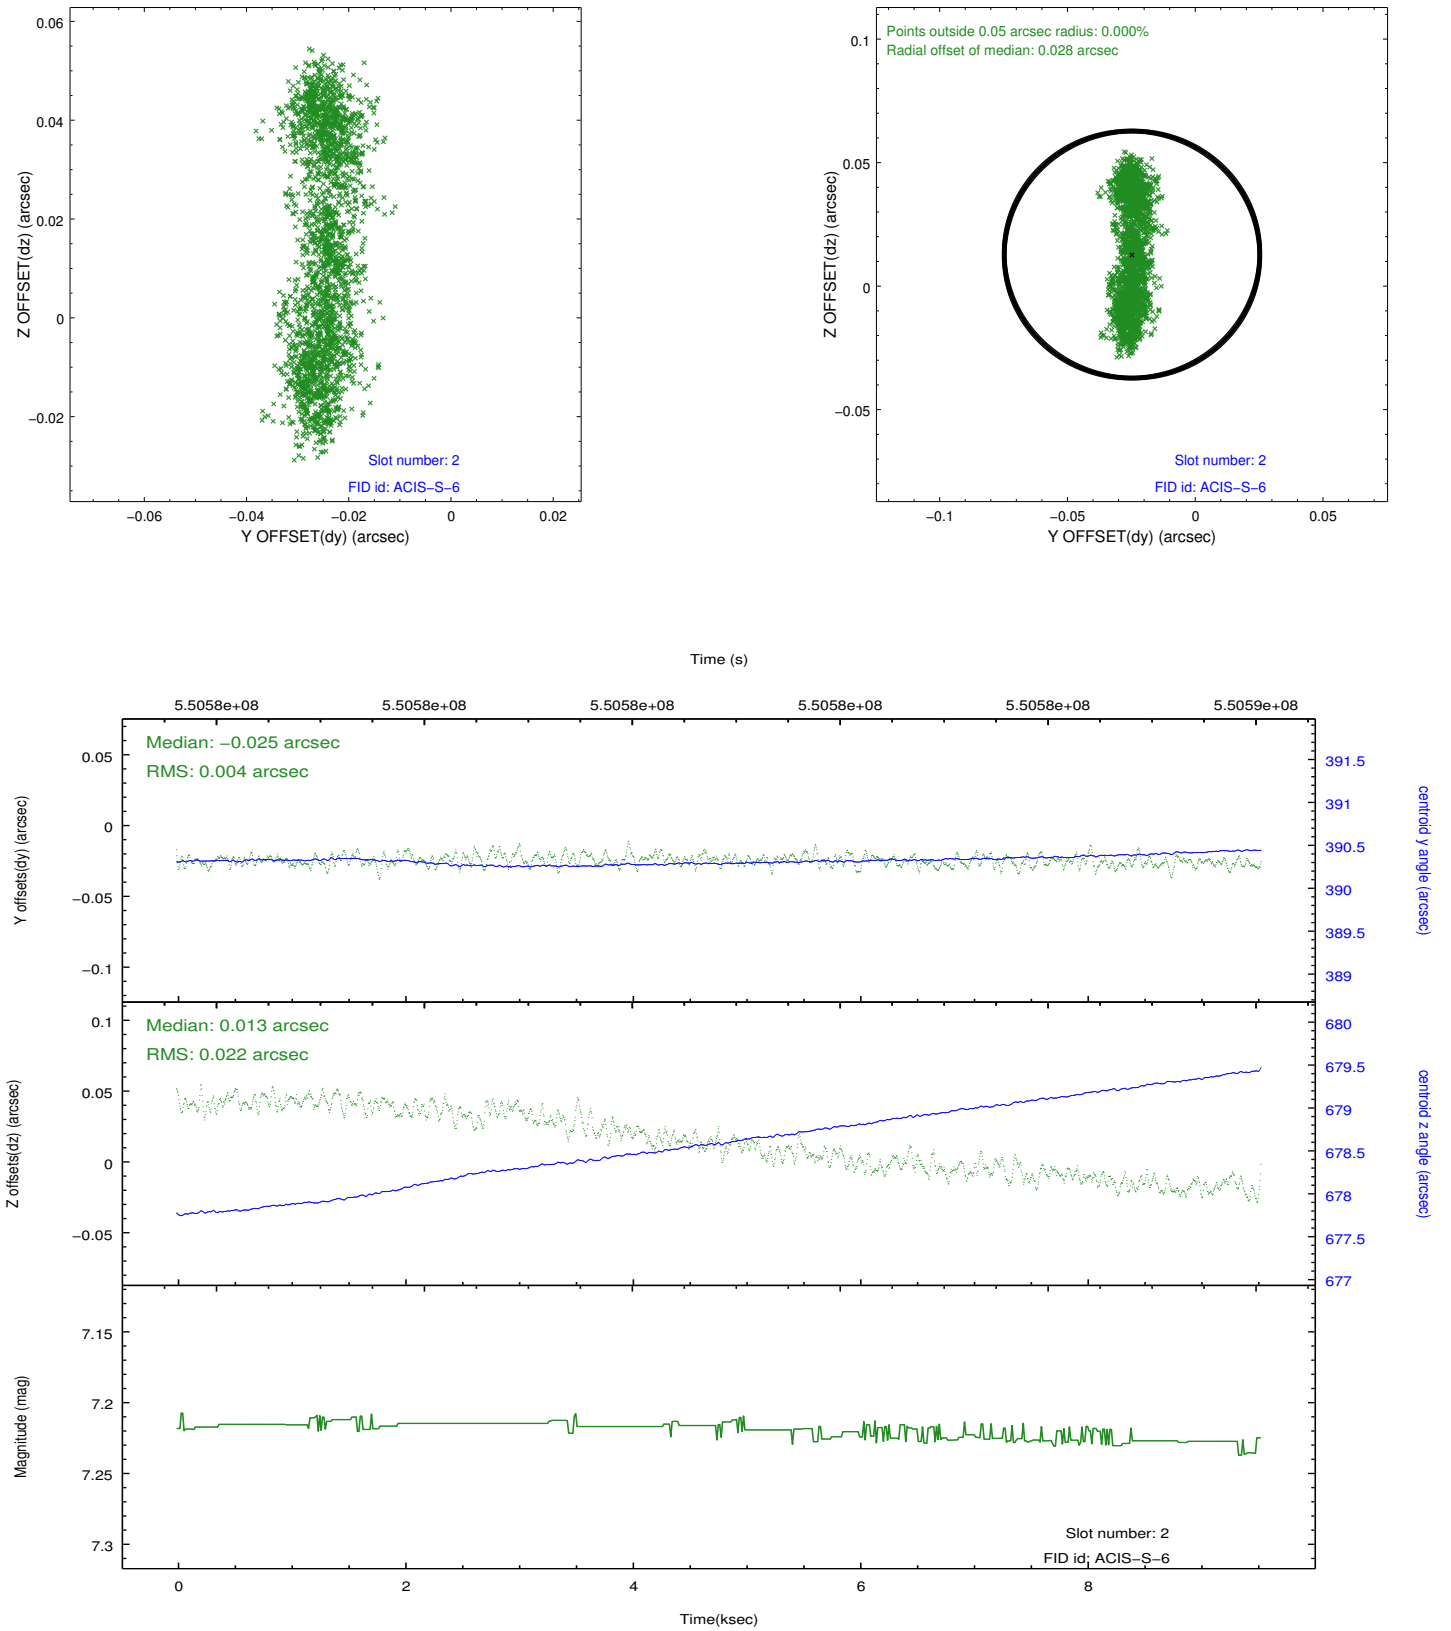 0.06
0.04
0.02
0
−0.02
Z OFFSET(dz) (arcsec)
Slot number: 2
FID id: ACIS−S−6
−0.06
−0.04
−0.02
0
0.02
Y OFFSET(dy) (arcsec)
Points outside 0.05 arcsec radius: 0.000%
Radial offset of median: 0.028 arcsec
0.1
0.05
0
−0.05
Z OFFSET(dz) (arcsec)
Slot number: 2
FID id: ACIS−S−6
−0.1
−0.05
0
0.05
Y OFFSET(dy) (arcsec)
Time (s)
5.5058e+08
5.5058e+08
5.5058e+08
5.5058e+08
5.5058e+08
5.5059e+08
Median: −0.025 arcsec
RMS: 0.004 arcsec
0.05
0
−0.05
−0.1
Y offsets(dy) (arcsec)
391.5
391
390.5
390
389.5
389
centroid y angle (arcsec)
Median: 0.013 arcsec
RMS: 0.022 arcsec
0.1
0.05
0
−0.05
Z offsets(dz) (arcsec)
680
679.5
679
678.5
678
677.5
677
centroid z angle (arcsec)
7.15
7.2
7.25
7.3
Magnitude (mag)
Slot number: 2
FID id: ACIS−S−6
0
2
4
6
8
Time(ksec)